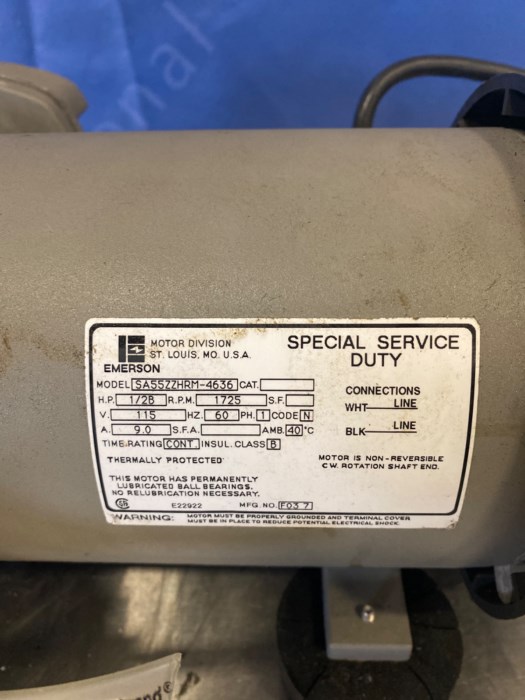 MOTOR DIVISION
ST. LOUIS, MO. U.S.A.
EMERSON
SPECIAL SERVICE
DUTY
MODEL SA55ZZHRM-4636 CAT.
H.P. 1/2B R.P.M. 1725 S.F.
V. 115 HZ. 60 PH. 1 CODE N
A. 9.0 S.F.A. AMB. 40 °C
TIME RATING CONT. INSUL. CLASS B
THERMALLY PROTECTED
CONNECTIONS
WHT LINE
BLK LINE
MOTOR IS NON-REVERSIBLE
C.W. ROTATION SHAFT END.
THIS MOTOR HAS PERMANENTLY
LUBRICATED BALL BEARINGS.
NO RELUBRICATION NECESSARY.
E22922 MFG. NO. F03 7
WARNING: MOTOR MUST BE PROPERLY GROUNDED AND TERMINAL COVER
MUST BE IN PLACE TO REDUCE POTENTIAL ELECTRICAL SHOCK.